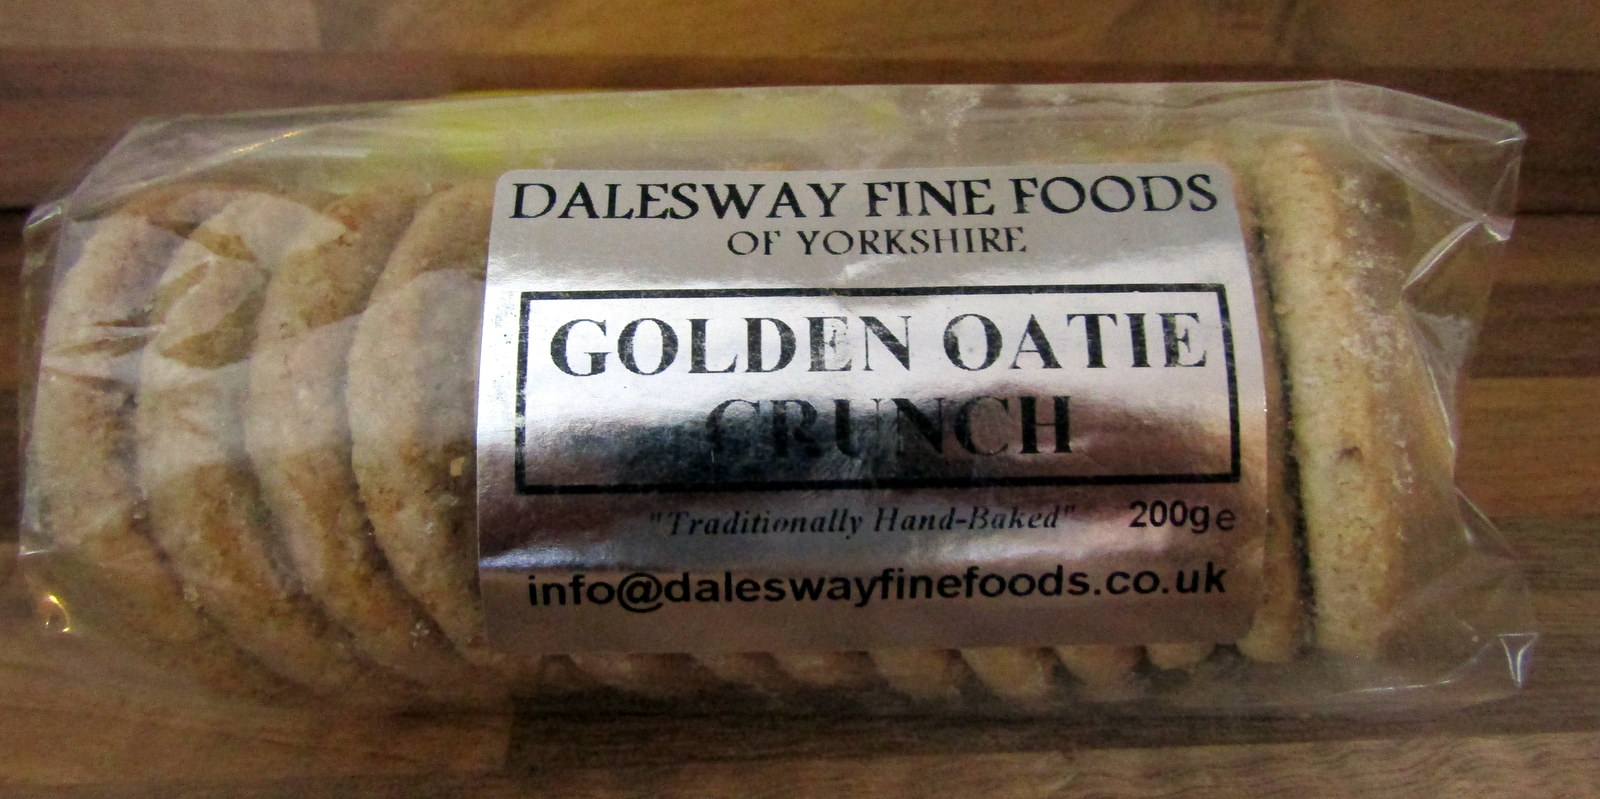 DALESWAY FINE FOODS
OF YORKSHIRE
GOLDEN OATIE
CRUNCH
"Traditionally Hand-Baked" 200g e
info@daleswayfinefoods.co.uk